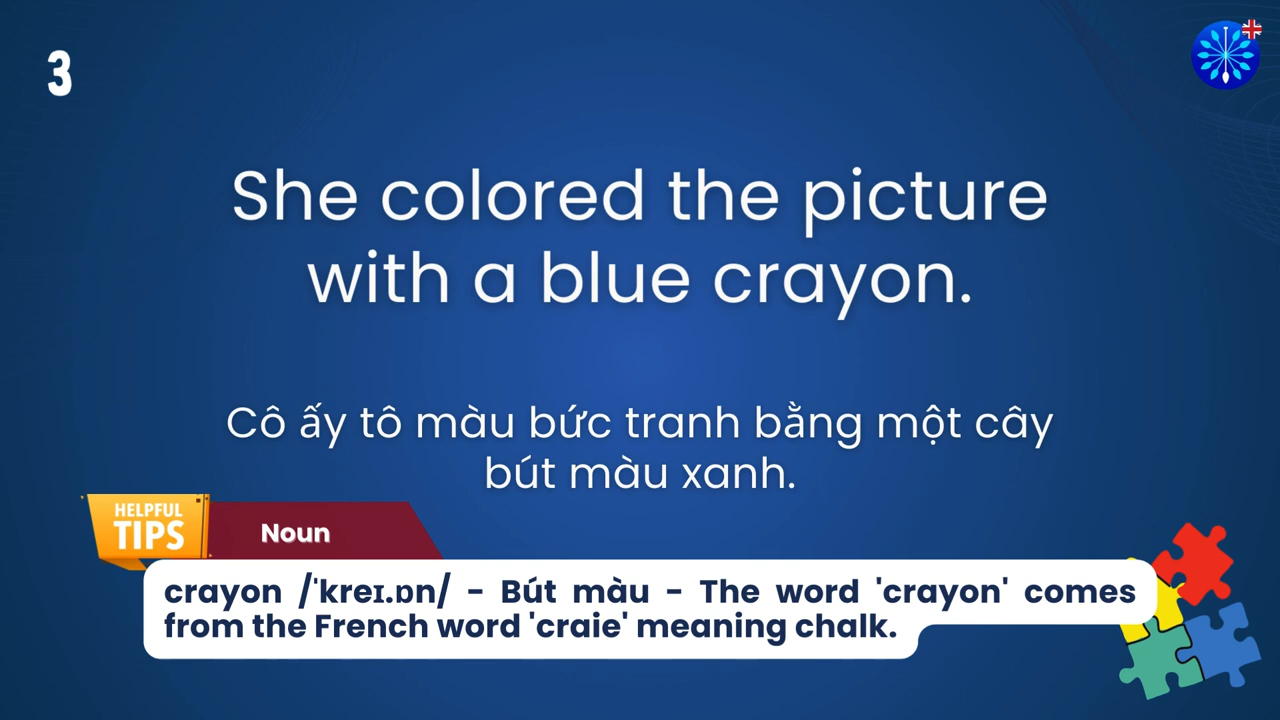 3
She colored the picture
with a blue crayon.
Cô ấy tô màu bức tranh bằng một cây
bút màu xanh.
HELPFUL
TIPS
Noun
crayon /ˈkreɪ.ɒn/ - Bút màu - The word 'crayon' comes
from the French word 'craie' meaning chalk.